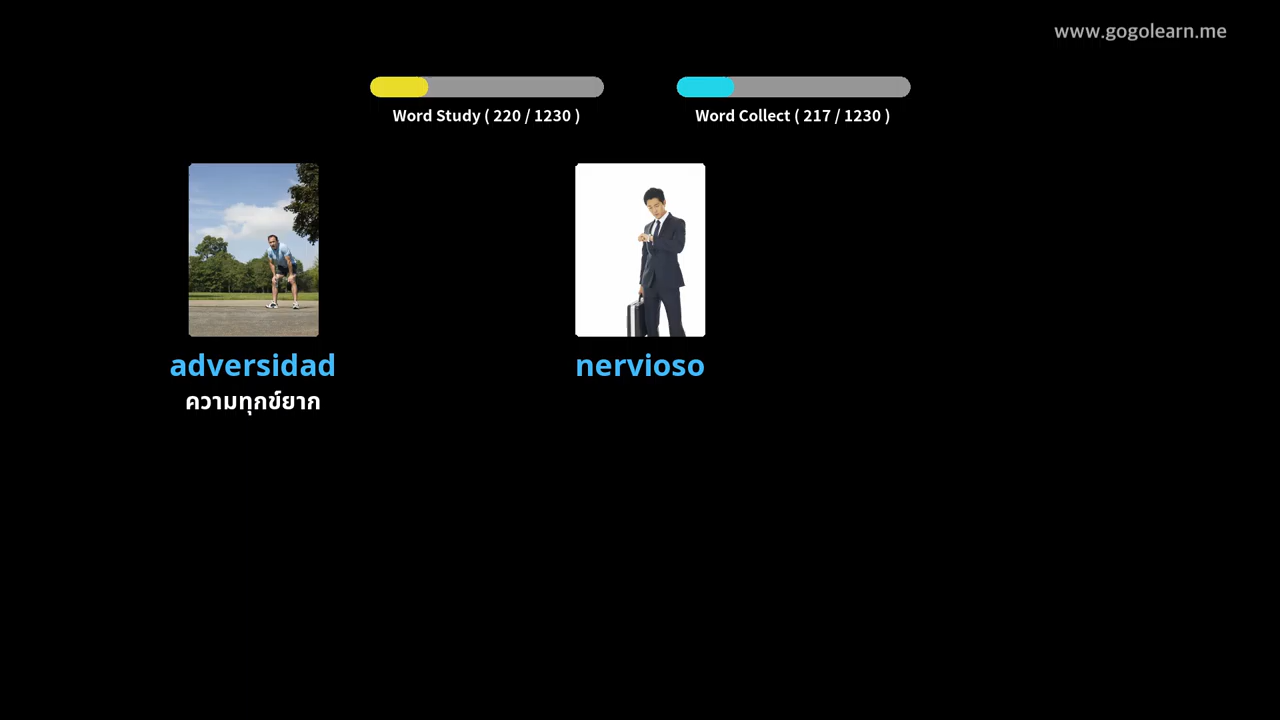 www.gogolearn.me
Word Study ( 220 / 1230 )
Word Collect ( 217 / 1230 )
adversidad
ความทุกข์ยาก
nervioso